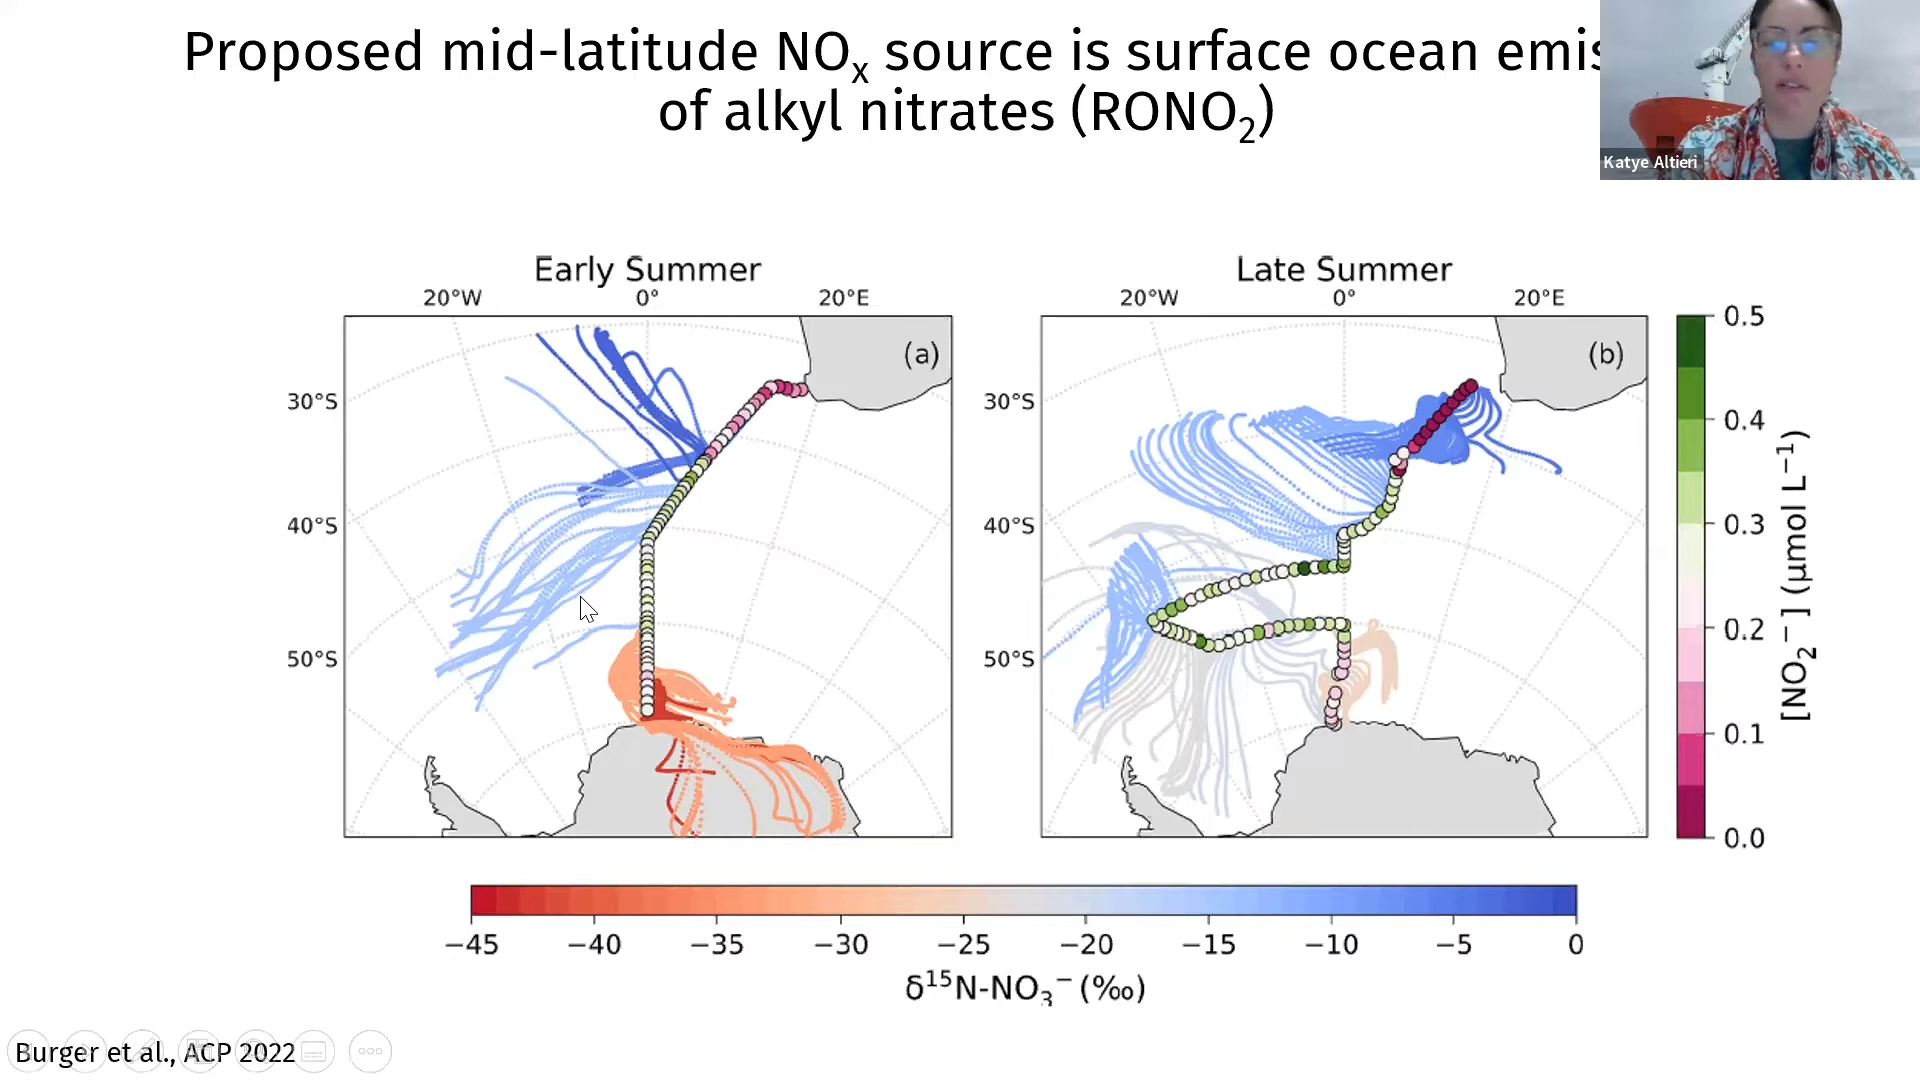 Proposed mid-latitude NOx source is surface ocean emis
of alkyl nitrates (RONO2)
Katye Altieri
Early Summer
20°W 0° 20°E
(a)
30°S
40°S
50°S
Late Summer
20°W 0° 20°E
(b)
30°S
40°S
50°S
0.5
0.4
0.3
0.2
0.1
0.0
[NO2−] (μmol L−1)
−45 −40 −35 −30 −25 −20 −15 −10 −5 0
δ15N-NO3− (‰)
Burger et al., ACP 2022